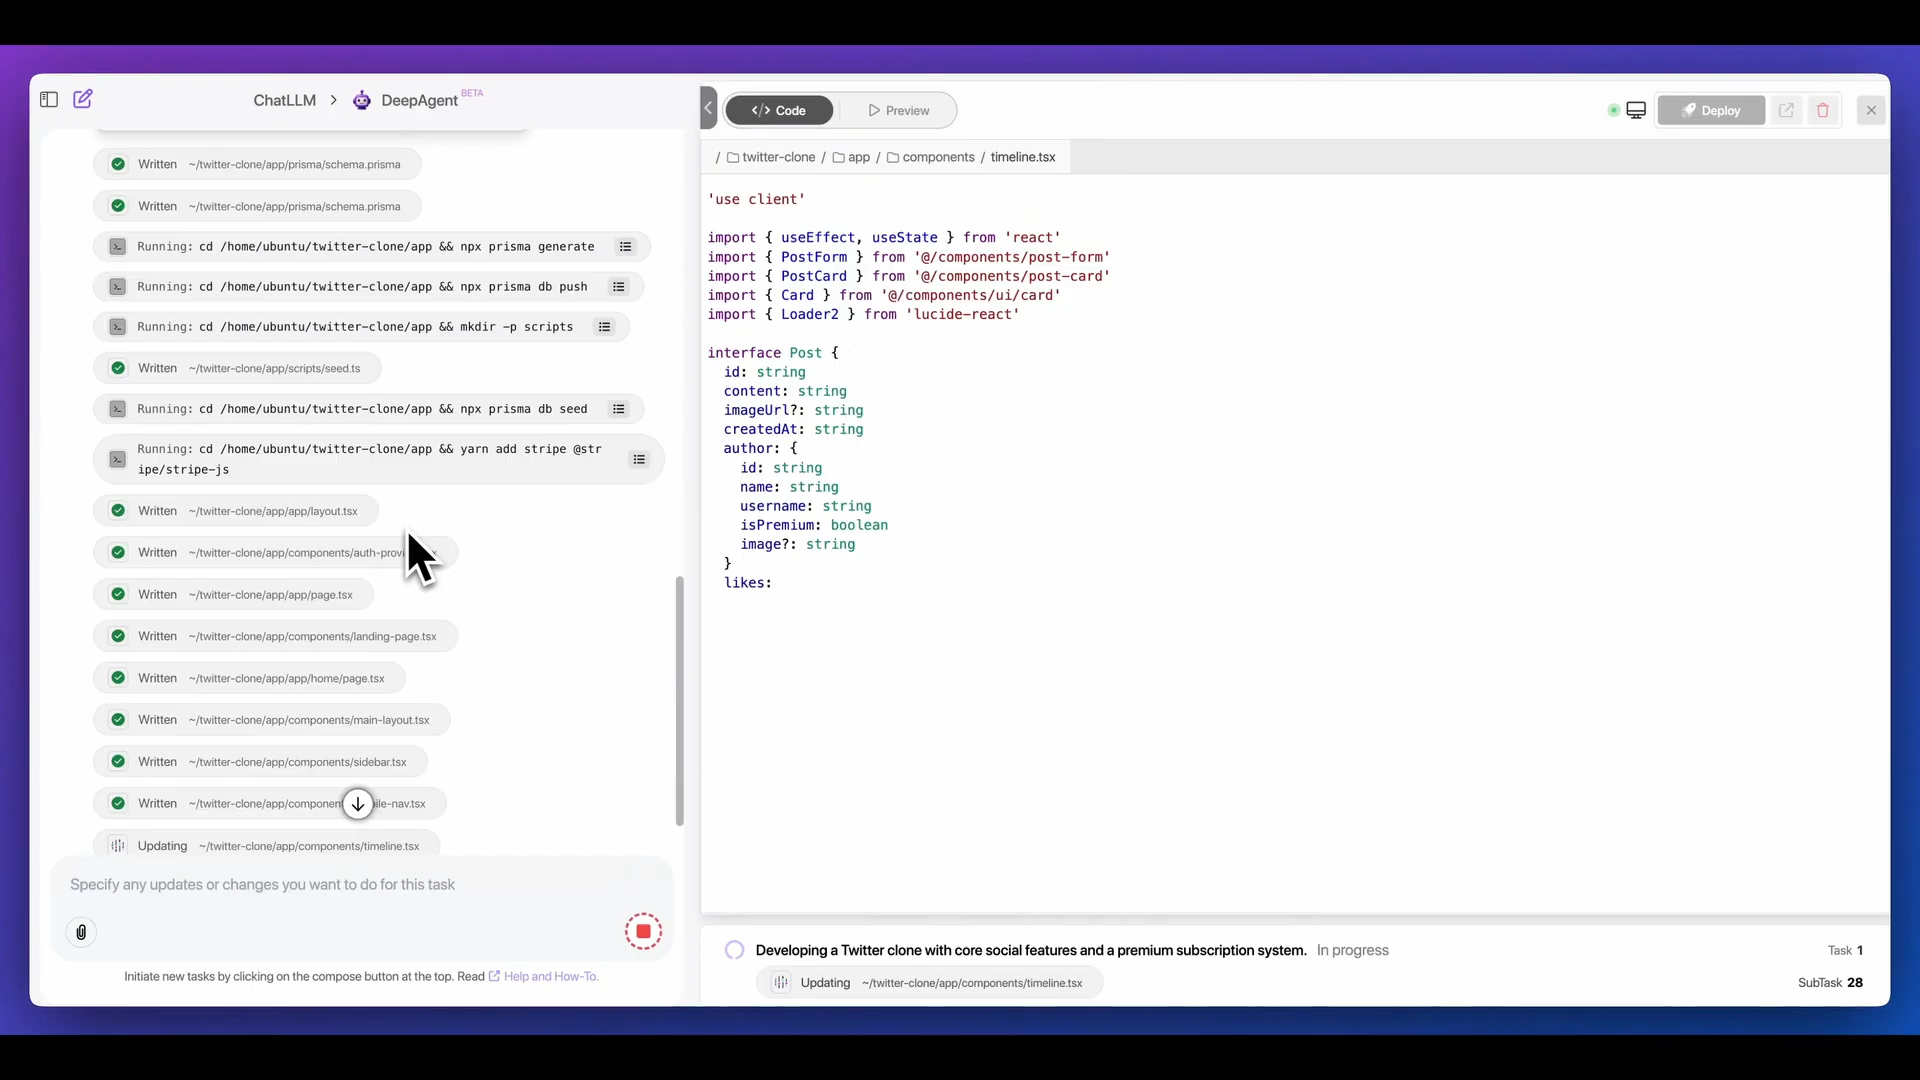 ChatLLM > DeepAgent BETA
Written ~/twitter-clone/app/prisma/schema.prisma
Written ~/twitter-clone/app/prisma/schema.prisma
Running: cd /home/ubuntu/twitter-clone/app && npx prisma generate
Running: cd /home/ubuntu/twitter-clone/app && npx prisma db push
Running: cd /home/ubuntu/twitter-clone/app && mkdir -p scripts
Written ~/twitter-clone/app/scripts/seed.ts
Running: cd /home/ubuntu/twitter-clone/app && npx prisma db seed
Running: cd /home/ubuntu/twitter-clone/app && yarn add stripe @str
ipe/stripe-js
Written ~/twitter-clone/app/app/layout.tsx
Written ~/twitter-clone/app/components/auth-prov
Written ~/twitter-clone/app/app/page.tsx
Written ~/twitter-clone/app/components/landing-page.tsx
Written ~/twitter-clone/app/app/home/page.tsx
Written ~/twitter-clone/app/components/main-layout.tsx
Written ~/twitter-clone/app/components/sidebar.tsx
Written ~/twitter-clone/app/component ile-nav.tsx
Updating ~/twitter-clone/app/components/timeline.tsx
Specify any updates or changes you want to do for this task
Initiate new tasks by clicking on the compose button at the top. Read Help and How-To.
</> Code
Preview
Deploy
/ twitter-clone / app / components / timeline.tsx
'use client'
import { useEffect, useState } from 'react'
import { PostForm } from '@/components/post-form'
import { PostCard } from '@/components/post-card'
import { Card } from '@/components/ui/card'
import { Loader2 } from 'lucide-react'
interface Post {
id: string
content: string
imageUrl?: string
createdAt: string
author: {
id: string
name: string
username: string
isPremium: boolean
image?: string
}
likes:
Developing a Twitter clone with core social features and a premium subscription system. In progress
Task 1
Updating ~/twitter-clone/app/components/timeline.tsx
SubTask 28